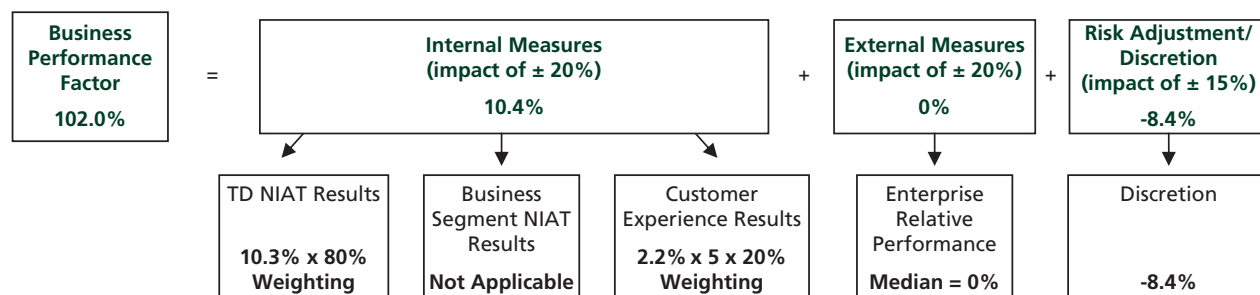 Business
Performance
Factor
102.0%
=
Internal Measures
(impact of ± 20%)
10.4%
+
External Measures
(impact of ± 20%)
0%
+
Risk Adjustment/
Discretion
(impact of ± 15%)
-8.4%
TD NIAT Results
10.3% x 80%
Weighting
Business
Segment NIAT
Results
Not Applicable
Customer
Experience Results
2.2% x 5 x 20%
Weighting
Enterprise
Relative
Performance
Median = 0%
Discretion
-8.4%